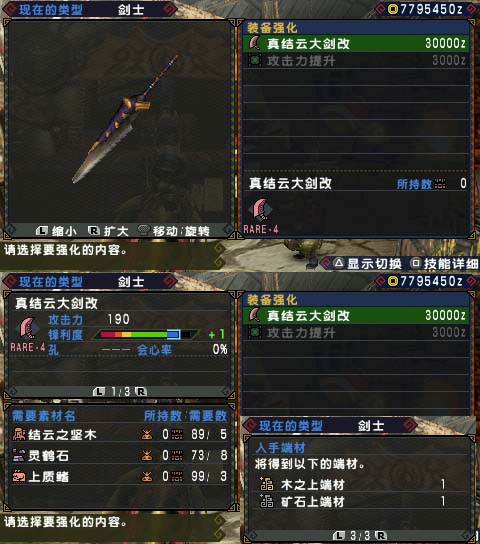 现在的类型 剑士
7795450z
装备强化
真结云大剑改 30000z
攻击力提升 3000z
真结云大剑改 所持数 0
RARE-4
L 缩小 R 扩大 移动/旋转
请选择要强化的内容。
△显示切换 □技能详细
现在的类型 剑士
7795450z
真结云大剑改
攻击力 190
锋利度 +1
RARE-4
孔 --- 会心率 0%
L 1/3 R
装备强化
真结云大剑改 30000z
攻击力提升 3000z
需要素材名 所持数/需要数
结云之坚木 0 89/ 5
灵鹤石 0 73/ 8
上质鳍 0 99/ 3
请选择要强化的内容。
现在的类型 剑士
入手端材
将得到以下的端材。
木之上端材 1
矿石上端材 1
L 3/3 R